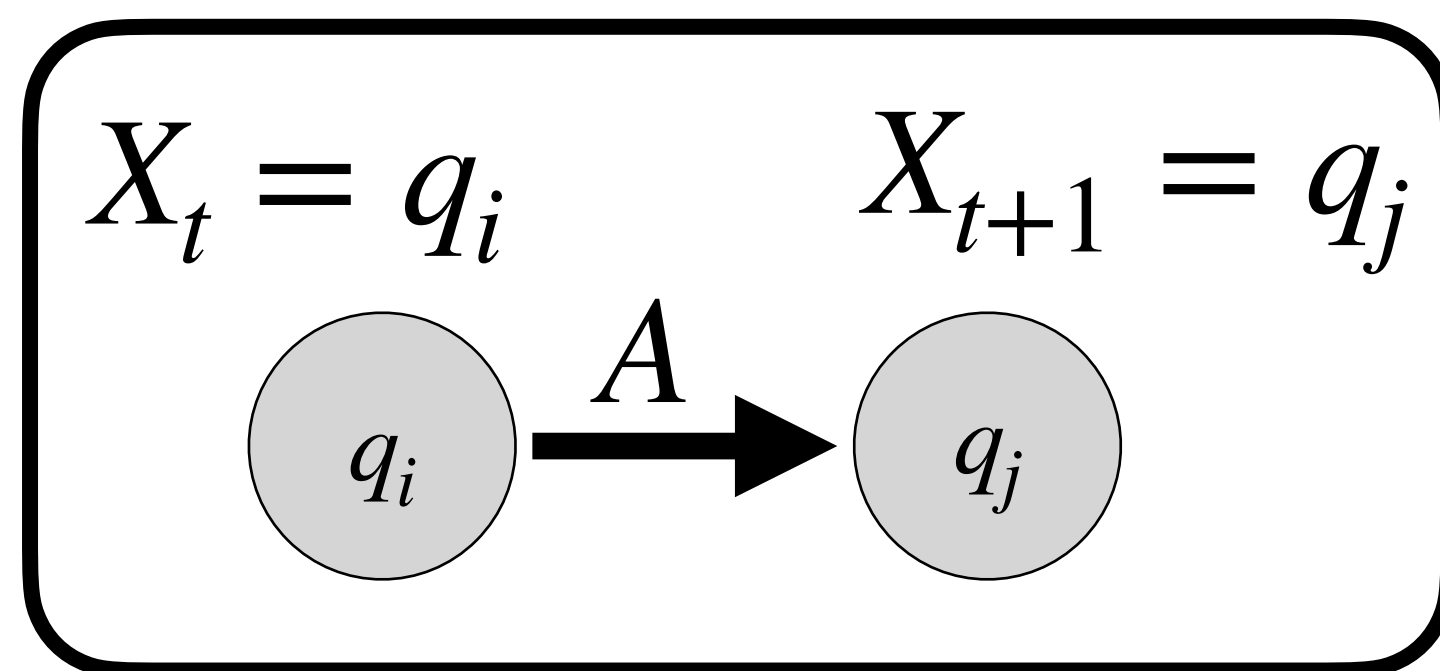 X_t = q_i
X_{t+1} = q_j
A
q_i
q_j